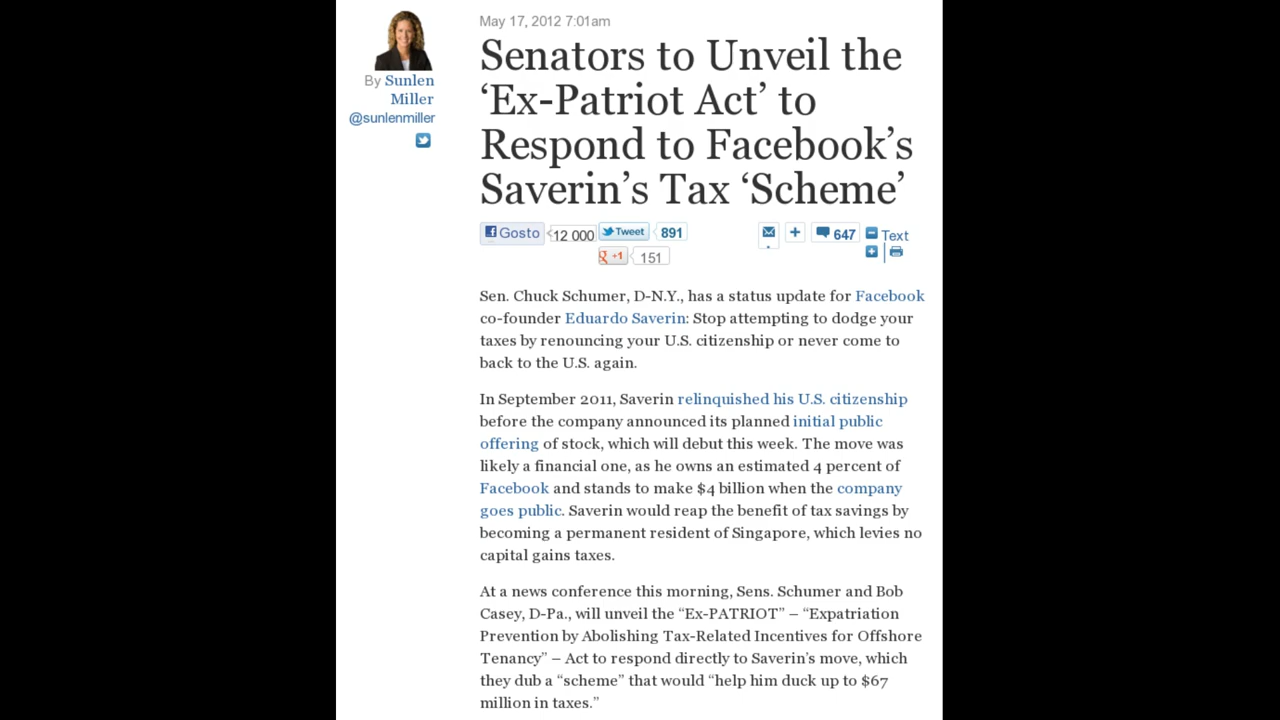 May 17, 2012 7:01am
Senators to Unveil the
‘Ex-Patriot Act’ to
Respond to Facebook’s
Saverin’s Tax ‘Scheme’
By Sunlen
Miller
@sunlenmiller
Gosto 12 000 Tweet 891 647 Text
+1 151
Sen. Chuck Schumer, D-N.Y., has a status update for Facebook
co-founder Eduardo Saverin: Stop attempting to dodge your
taxes by renouncing your U.S. citizenship or never come to
back to the U.S. again.
In September 2011, Saverin relinquished his U.S. citizenship
before the company announced its planned initial public
offering of stock, which will debut this week. The move was
likely a financial one, as he owns an estimated 4 percent of
Facebook and stands to make $4 billion when the company
goes public. Saverin would reap the benefit of tax savings by
becoming a permanent resident of Singapore, which levies no
capital gains taxes.
At a news conference this morning, Sens. Schumer and Bob
Casey, D-Pa., will unveil the “Ex-PATRIOT” – “Expatriation
Prevention by Abolishing Tax-Related Incentives for Offshore
Tenancy” – Act to respond directly to Saverin’s move, which
they dub a “scheme” that would “help him duck up to $67
million in taxes.”